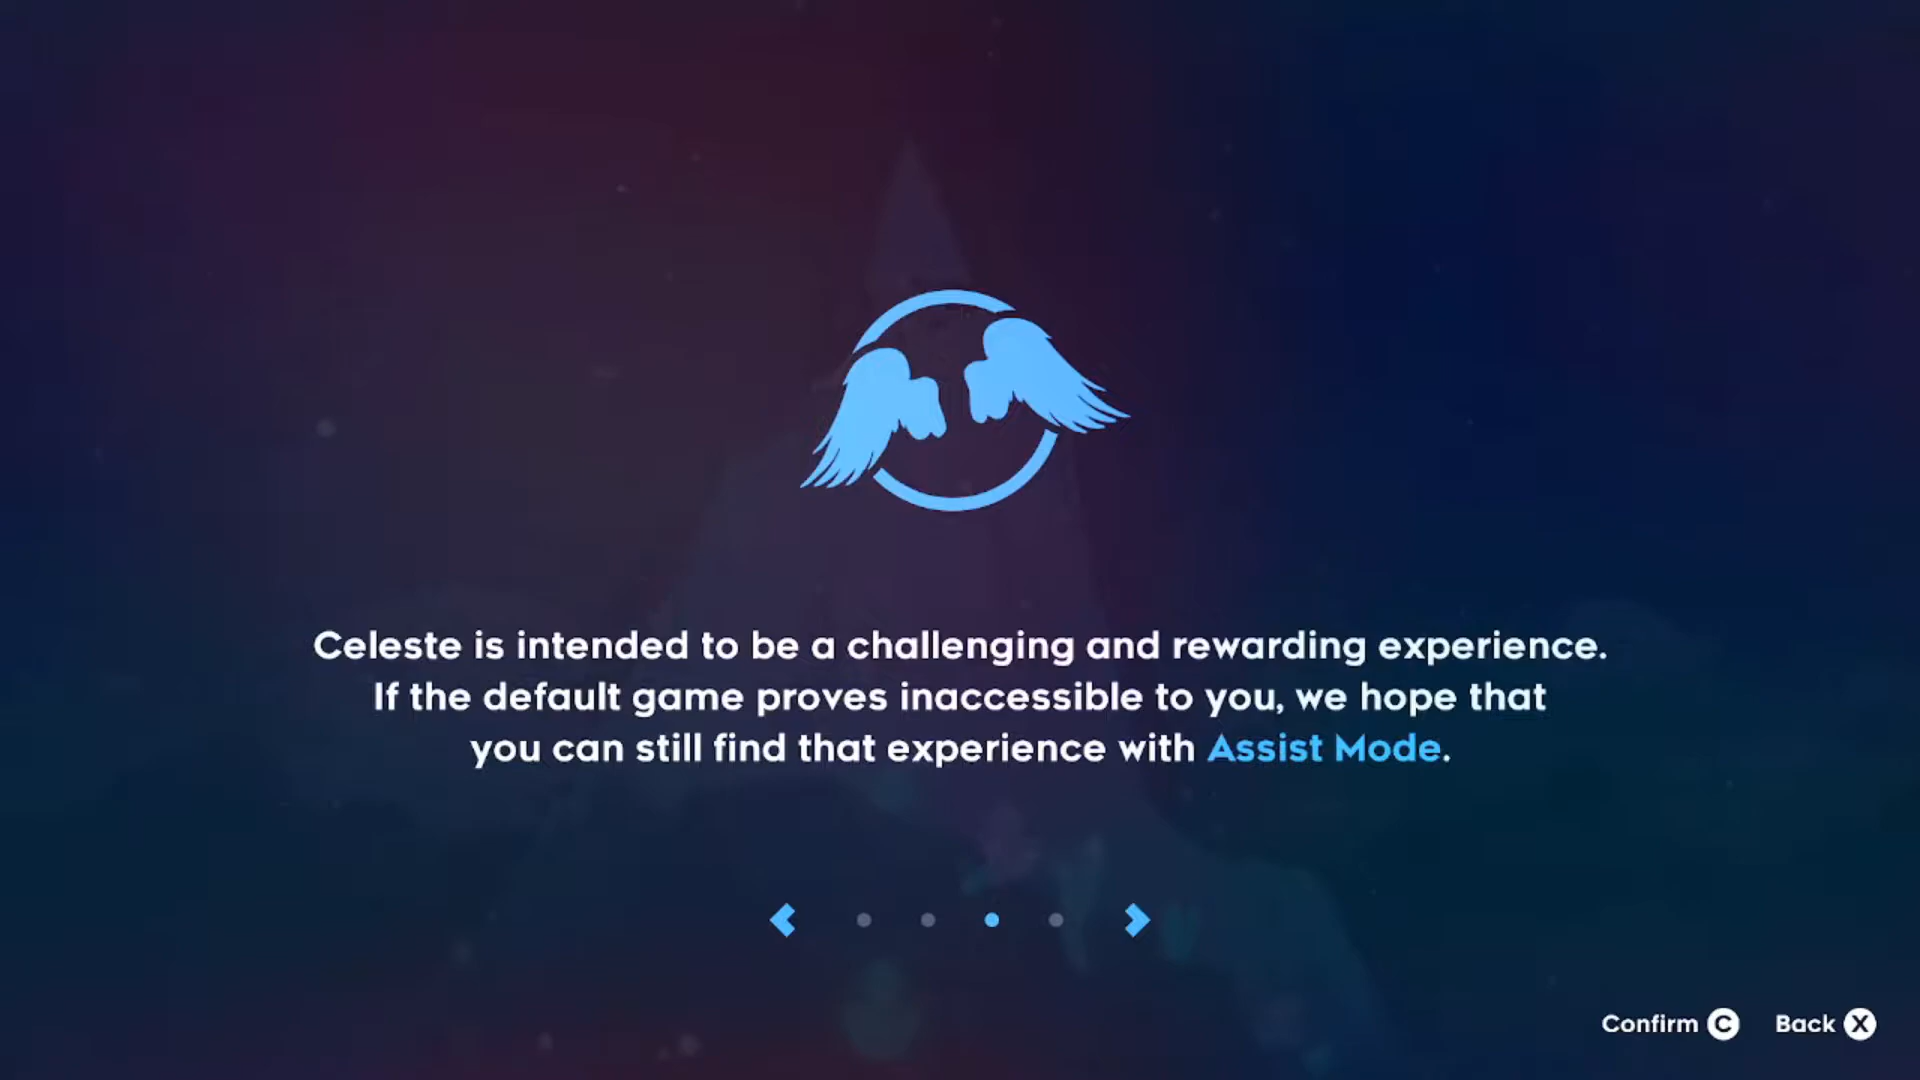 Celeste is intended to be a challenging and rewarding experience.
If the default game proves inaccessible to you, we hope that
you can still find that experience with Assist Mode.
Confirm C Back X